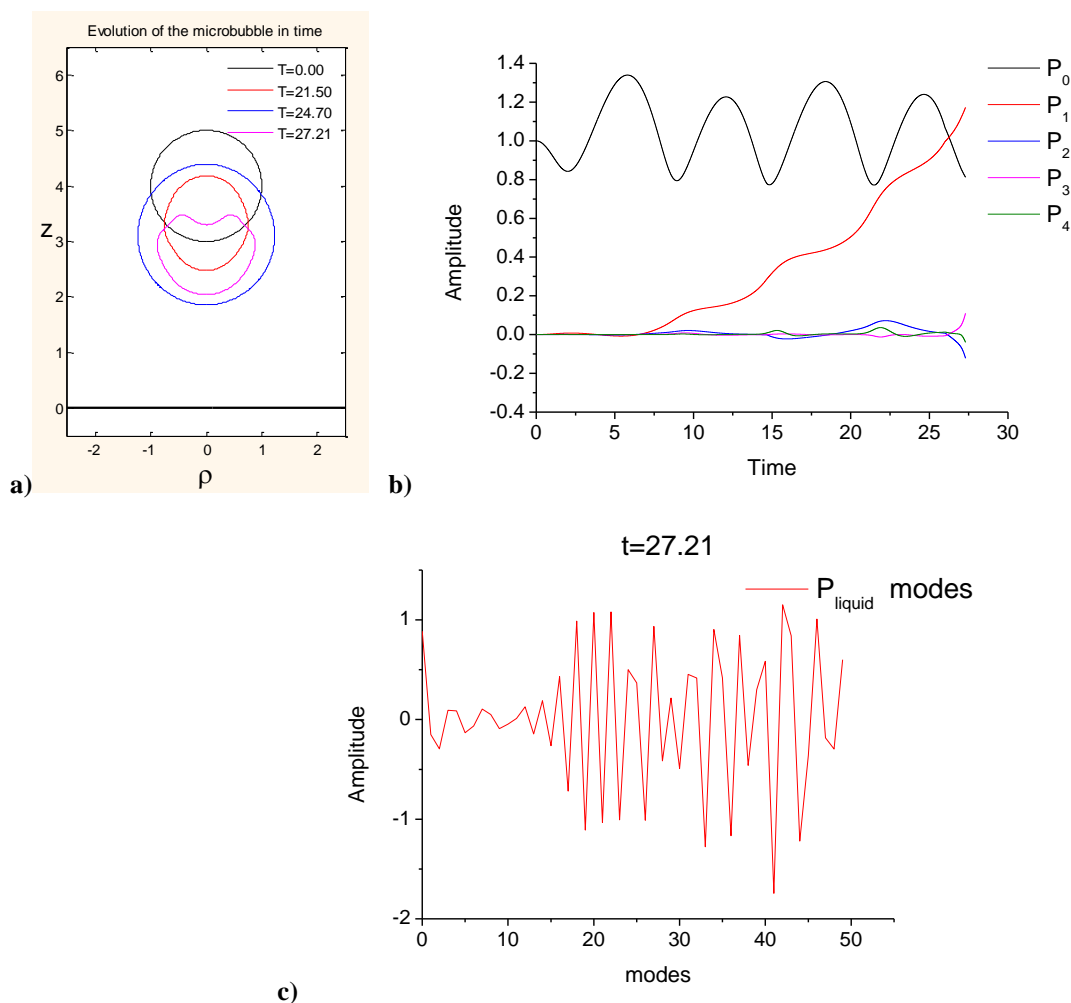 Evolution of the microbubble in time
T=0.00
T=21.50
T=24.70
T=27.21
6
5
4
z
3
2
1
0
-2 -1 0 1 2
ρ
a)
1.4
1.2
1.0
0.8
0.6
0.4
0.2
0.0
-0.2
-0.4
Amplitude
0 5 10 15 20 25 30
Time
P0
P1
P2
P3
P4
b)
t=27.21
Pliquid modes
1
0
-1
-2
Amplitude
0 10 20 30 40 50
modes
c)